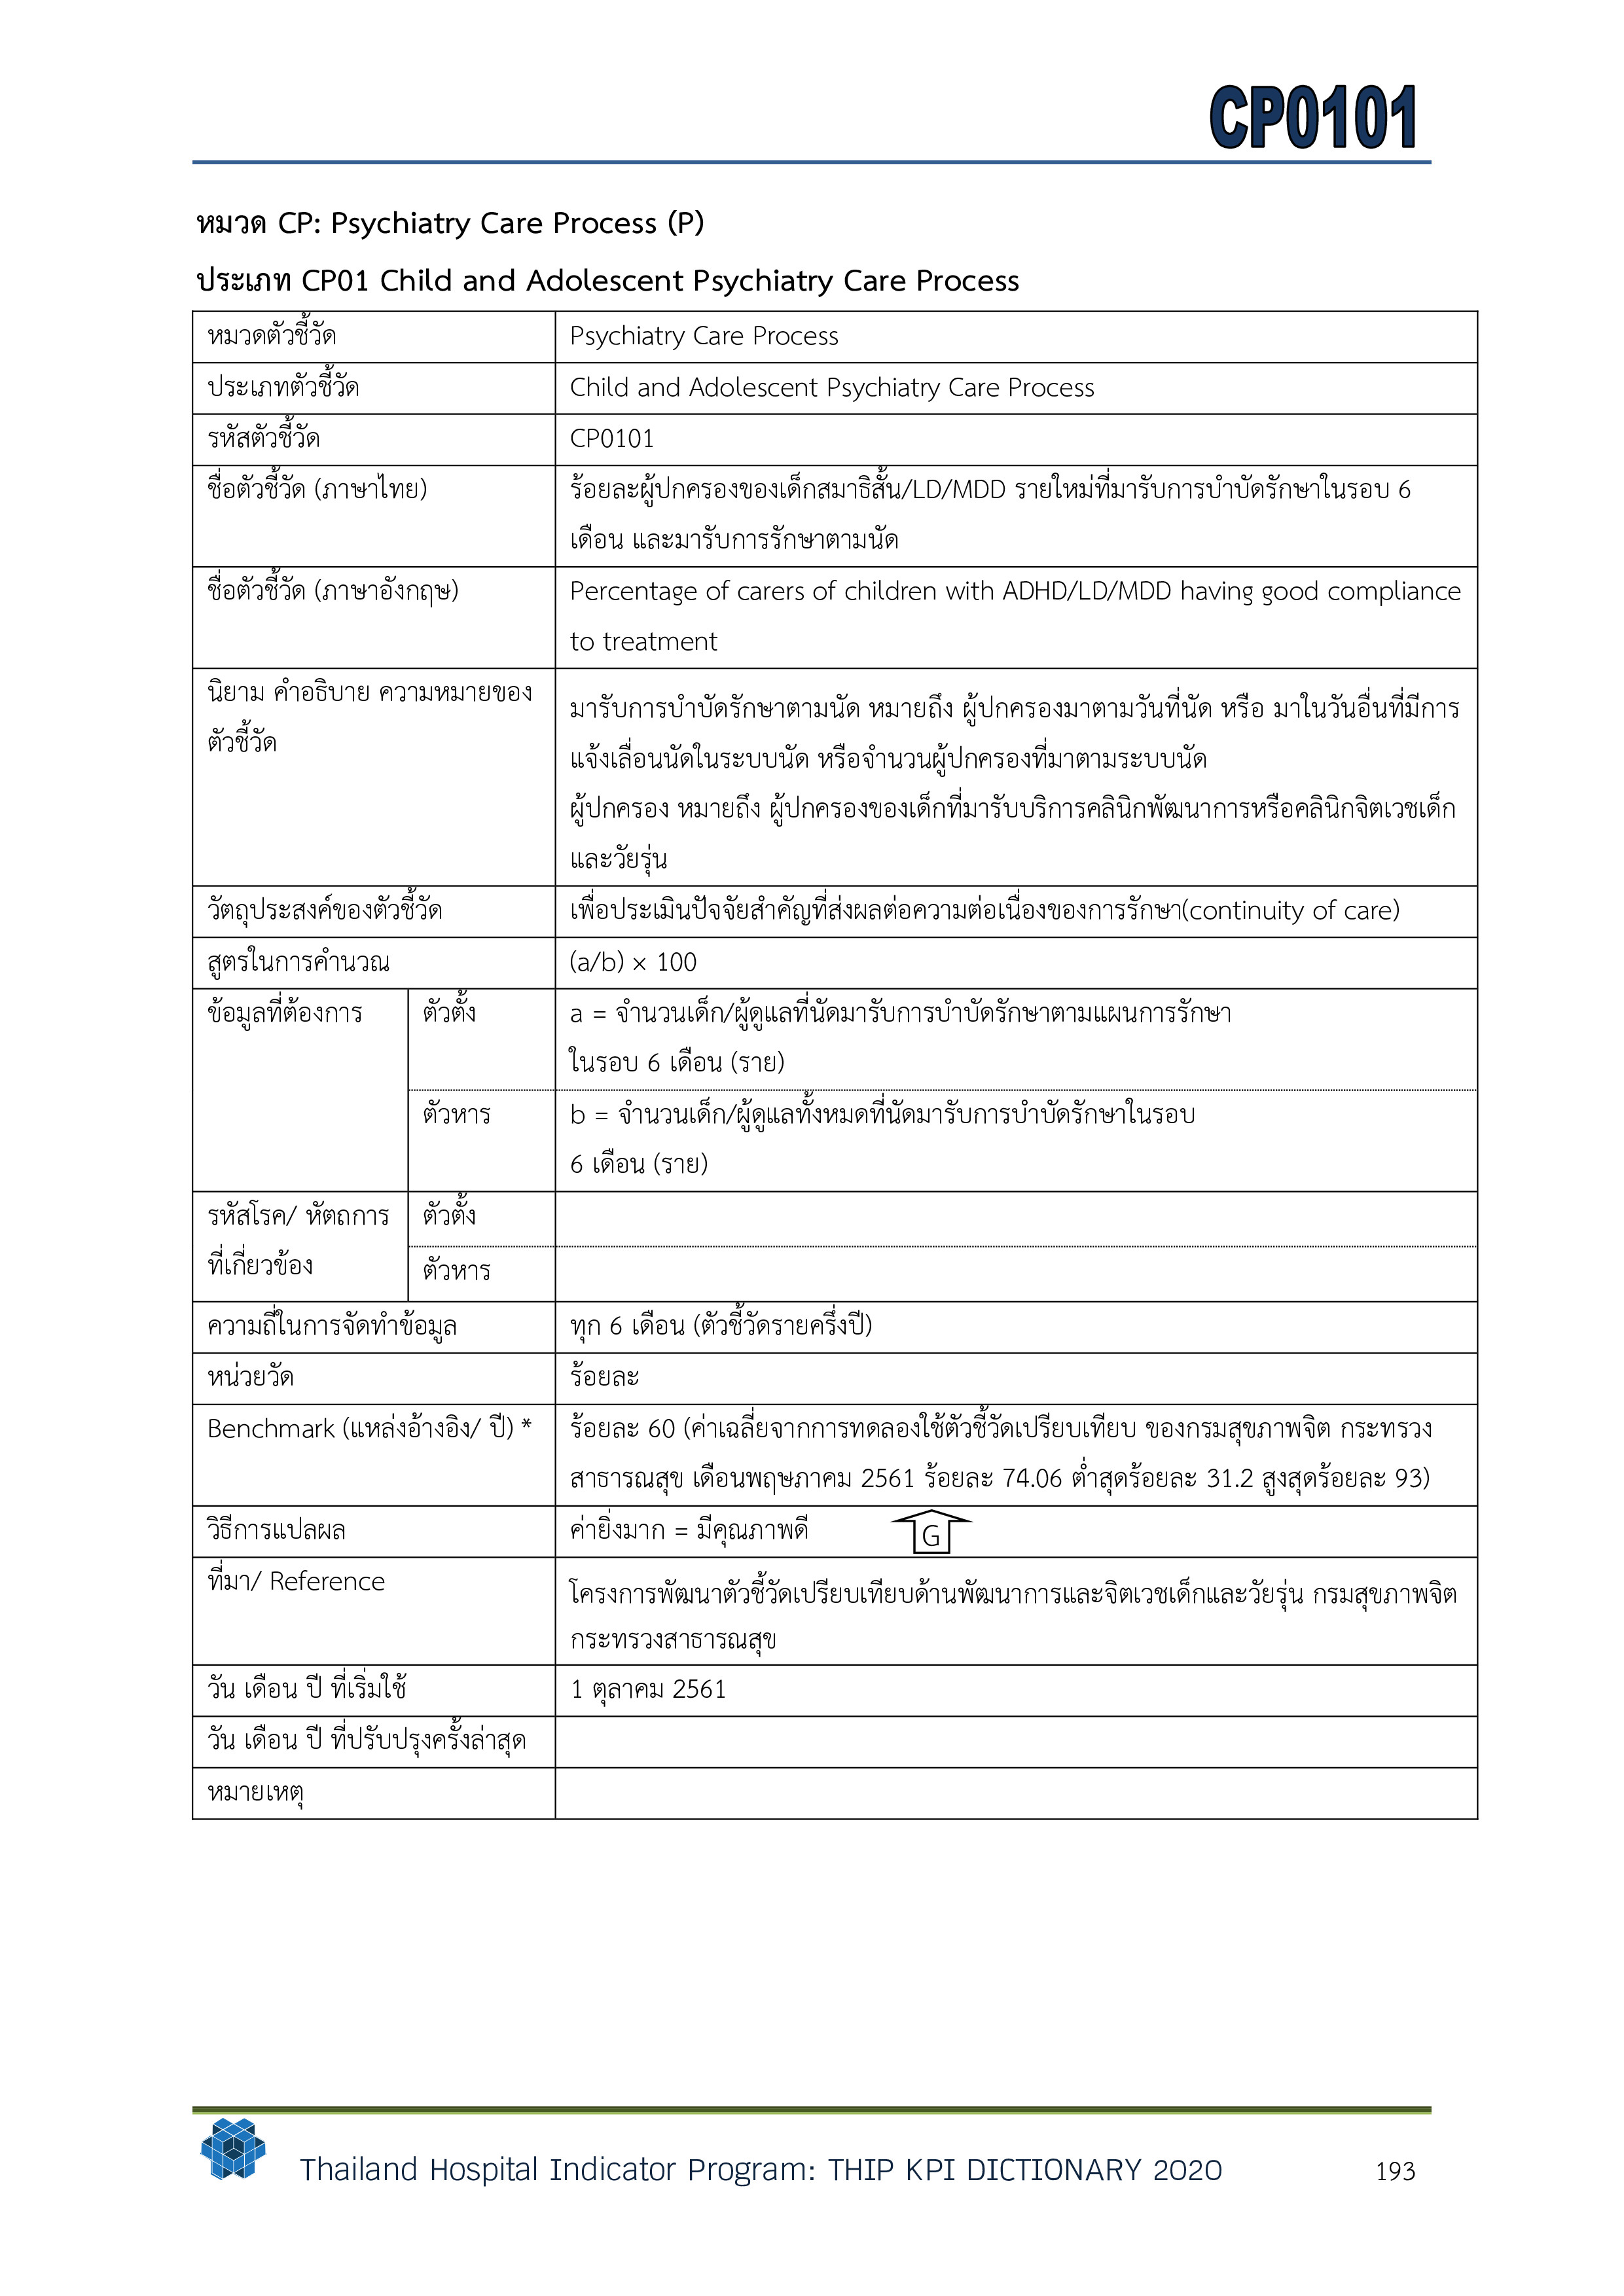 CP0101
หมวด CP: Psychiatry Care Process (P)
ประเภท CP01 Child and Adolescent Psychiatry Care Process
หมวดตัวชี้วัด Psychiatry Care Process
ประเภทตัวชี้วัด Child and Adolescent Psychiatry Care Process
รหัสตัวชี้วัด CP0101
ชื่อตัวชี้วัด (ภาษาไทย) ร้อยละผู้ปกครองของเด็กสมาธิสั้น/LD/MDD รายใหม่ที่มารับการบำบัดรักษาในรอบ 6
เดือน และมารับการรักษาตามนัด
ชื่อตัวชี้วัด (ภาษาอังกฤษ) Percentage of carers of children with ADHD/LD/MDD having good compliance
to treatment
นิยาม คำอธิบาย ความหมายของ
ตัวชี้วัด
มารับการบำบัดรักษาตามนัด หมายถึง ผู้ปกครองมาตามวันที่นัด หรือ มาในวันอื่นที่มีการ
แจ้งเลื่อนนัดในระบบนัด หรือจำนวนผู้ปกครองที่มาตามระบบนัด
ผู้ปกครอง หมายถึง ผู้ปกครองของเด็กที่มารับบริการคลินิกพัฒนาการหรือคลินิกจิตเวชเด็ก
และวัยรุ่น
วัตถุประสงค์ของตัวชี้วัด เพื่อประเมินปัจจัยสำคัญที่ส่งผลต่อความต่อเนื่องของการรักษา(continuity of care)
สูตรในการคำนวณ (a/b) × 100
ข้อมูลที่ต้องการ ตัวตั้ง a = จำนวนเด็ก/ผู้ดูแลที่นัดมารับการบำบัดรักษาตามแผนการรักษา
ในรอบ 6 เดือน (ราย)
ตัวหาร b = จำนวนเด็ก/ผู้ดูแลทั้งหมดที่นัดมารับการบำบัดรักษาในรอบ
6 เดือน (ราย)
รหัสโรค/ หัตถการ ตัวตั้ง
ที่เกี่ยวข้อง ตัวหาร
ความถี่ในการจัดทำข้อมูล ทุก 6 เดือน (ตัวชี้วัดรายครึ่งปี)
หน่วยวัด ร้อยละ
Benchmark (แหล่งอ้างอิง/ ปี) * ร้อยละ 60 (ค่าเฉลี่ยจากการทดลองใช้ตัวชี้วัดเปรียบเทียบ ของกรมสุขภาพจิต กระทรวง
สาธารณสุข เดือนพฤษภาคม 2561 ร้อยละ 74.06 ต่ำสุดร้อยละ 31.2 สูงสุดร้อยละ 93)
วิธีการแปลผล ค่ายิ่งมาก = มีคุณภาพดี G
ที่มา/ Reference โครงการพัฒนาตัวชี้วัดเปรียบเทียบด้านพัฒนาการและจิตเวชเด็กและวัยรุ่น กรมสุขภาพจิต
กระทรวงสาธารณสุข
วัน เดือน ปี ที่เริ่มใช้ 1 ตุลาคม 2561
วัน เดือน ปี ที่ปรับปรุงครั้งล่าสุด
หมายเหตุ
Thailand Hospital Indicator Program: THIP KPI DICTIONARY 2020 193